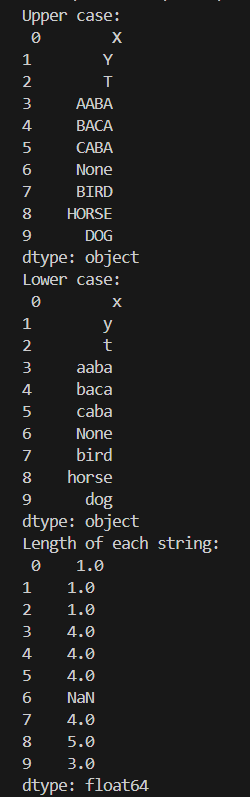 Upper case:
 0        X
1        Y
2        T
3     AABA
4     BACA
5     CABA
6     None
7     BIRD
8    HORSE
9      DOG
dtype: object
Lower case:
 0        x
1        y
2        t
3     aaba
4     baca
5     caba
6     None
7     bird
8    horse
9      dog
dtype: object
Length of each string:
 0    1.0
1    1.0
2    1.0
3    4.0
4    4.0
5    4.0
6    NaN
7    4.0
8    5.0
9    3.0
dtype: float64